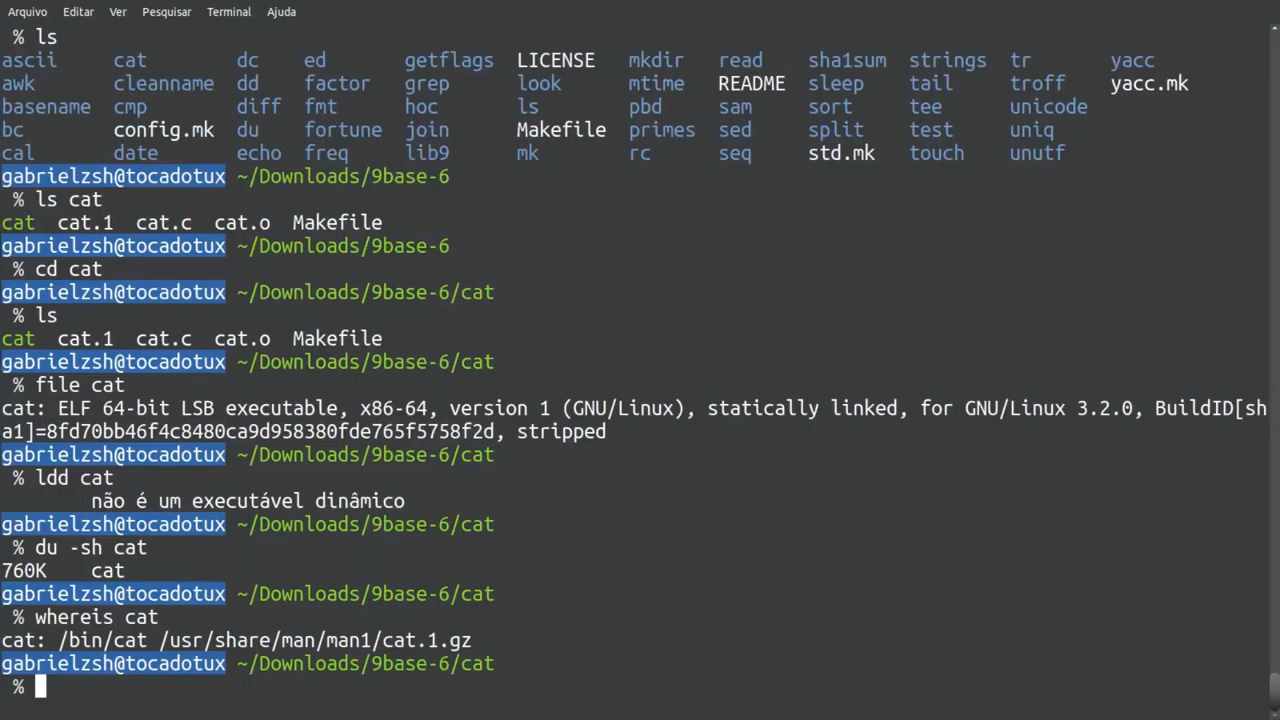 Arquivo Editar Ver Pesquisar Terminal Ajuda
% ls
ascii cat dc ed getflags LICENSE mkdir read sha1sum strings tr yacc
awk cleanname dd factor grep look mtime README sleep tail troff yacc.mk
basename cmp diff fmt hoc ls pbd sam sort tee unicode
bc config.mk du fortune join Makefile primes sed split test uniq
cal date echo freq lib9 mk rc seq std.mk touch unutf
gabrielzsh@tocadotux ~/Downloads/9base-6
% ls cat
cat cat.1 cat.c cat.o Makefile
gabrielzsh@tocadotux ~/Downloads/9base-6
% cd cat
gabrielzsh@tocadotux ~/Downloads/9base-6/cat
% ls
cat cat.1 cat.c cat.o Makefile
gabrielzsh@tocadotux ~/Downloads/9base-6/cat
% file cat
cat: ELF 64-bit LSB executable, x86-64, version 1 (GNU/Linux), statically linked, for GNU/Linux 3.2.0, BuildID[sh
a1]=8fd70bb46f4c8480ca9d958380fde765f5758f2d, stripped
gabrielzsh@tocadotux ~/Downloads/9base-6/cat
% ldd cat
não é um executável dinâmico
gabrielzsh@tocadotux ~/Downloads/9base-6/cat
% du -sh cat
760K cat
gabrielzsh@tocadotux ~/Downloads/9base-6/cat
% whereis cat
cat: /bin/cat /usr/share/man/man1/cat.1.gz
gabrielzsh@tocadotux ~/Downloads/9base-6/cat
%